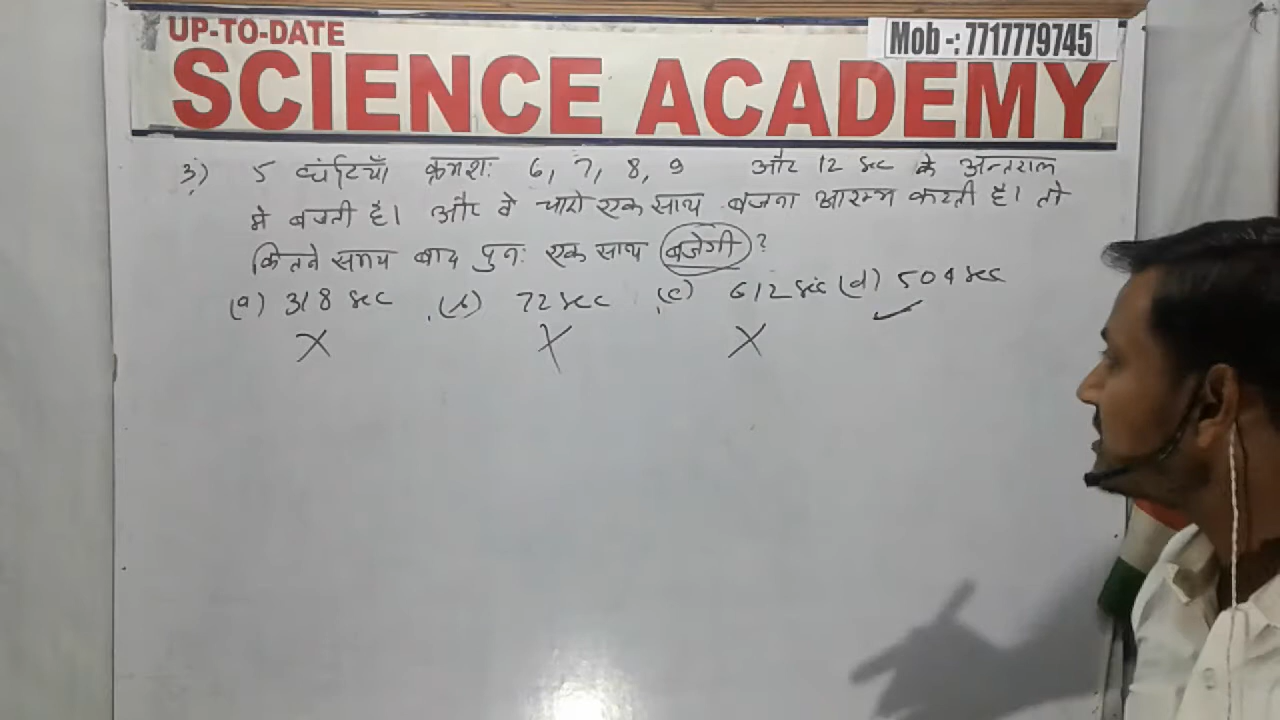 UP-TO-DATE
Mob -: 7717779745
SCIENCE ACADEMY
3) 5 घंटियाँ क्रमशः 6, 7, 8, 9 और 12 sec के अन्तराल
मे बजती है। और वे चारो एक साथ बजना आरम्भ करती है। तो
कितने समय बाद पुनः एक साथ बजेगी ?
(a) 318 sec (b) 72 sec (c) 612 sec (d) 504 sec